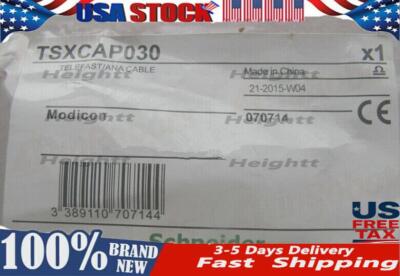 USA STOCK
TSXCAP030
x1
TELEFAST/ANA CABLE
Heightt
Heightt
Made in China
21-2015-W04
Modicon
070714
Heightt
Heightt
3 389110 707144
Schneider
US
FREE
TAX
100% BRAND NEW
3-5 Days Delivery
Fast Shipping